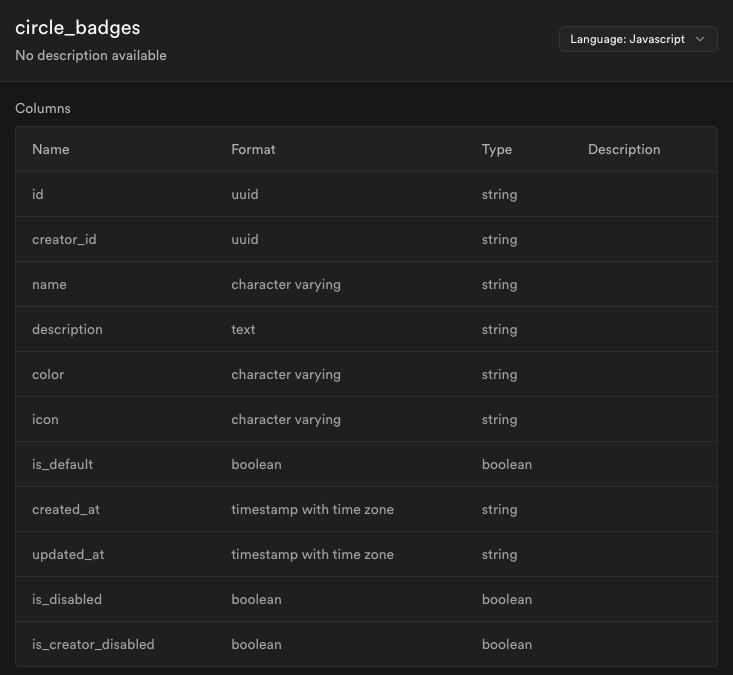 circle_badges
No description available
Language: Javascript
Columns
Name Format Type Description
id uuid string
creator_id uuid string
name character varying string
description text string
color character varying string
icon character varying string
is_default boolean boolean
created_at timestamp with time zone string
updated_at timestamp with time zone string
is_disabled boolean boolean
is_creator_disabled boolean boolean